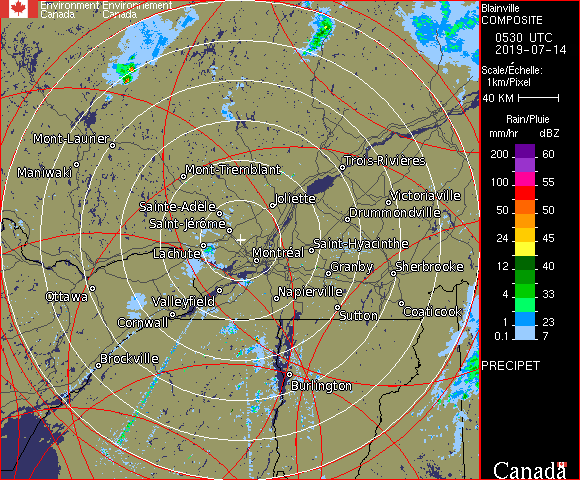 Environment Environnement
Canada Canada
Blainville
COMPOSITE
0530 UTC
2019-07-14
Scale/Échelle:
1km/Pixel
40 KM
Rain/Pluie
mm/hr dBZ
200 60
100 55
50 50
24 45
12 40
4 33
1 23
0.1 7
PRECIPET
Canada
Mont-Laurier
Maniwaki
Mont-Tremblant
Trois-Rivières
Joliette
Victoriaville
Sainte-Adèle
Drummondville
Saint-Jérôme
Saint-Hyacinthe
Lachute
Montréal
Granby
Sherbrooke
Ottawa
Valleyfield
Napierville
Cornwall
Sutton
Coaticook
Brockville
Burlington